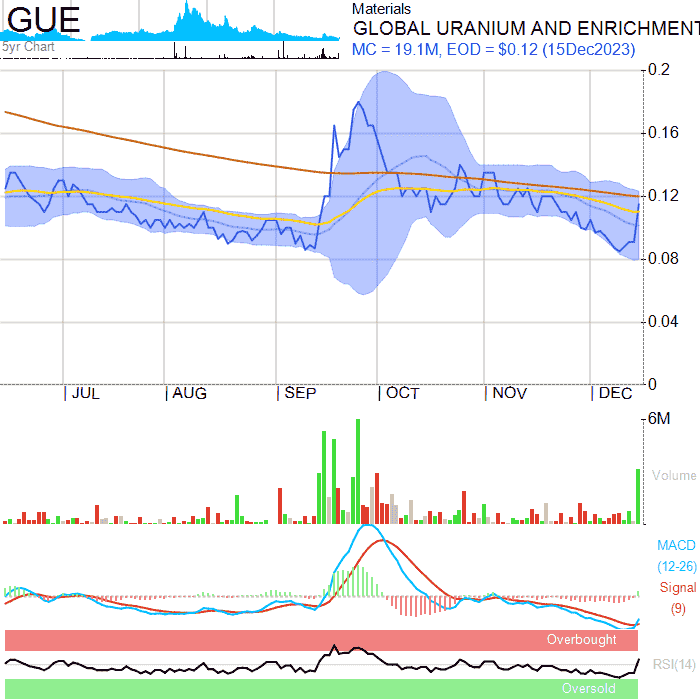 GUE
Materials
GLOBAL URANIUM AND ENRICHMENT
5yr Chart
MC = 19.1M, EOD = $0.12 (15Dec2023)
0.2
0.16
0.12
0.08
0.04
0
JUL AUG SEP OCT NOV DEC
6M
Volume
MACD
(12-26)
Signal
(9)
Overbought
RSI(14)
Oversold